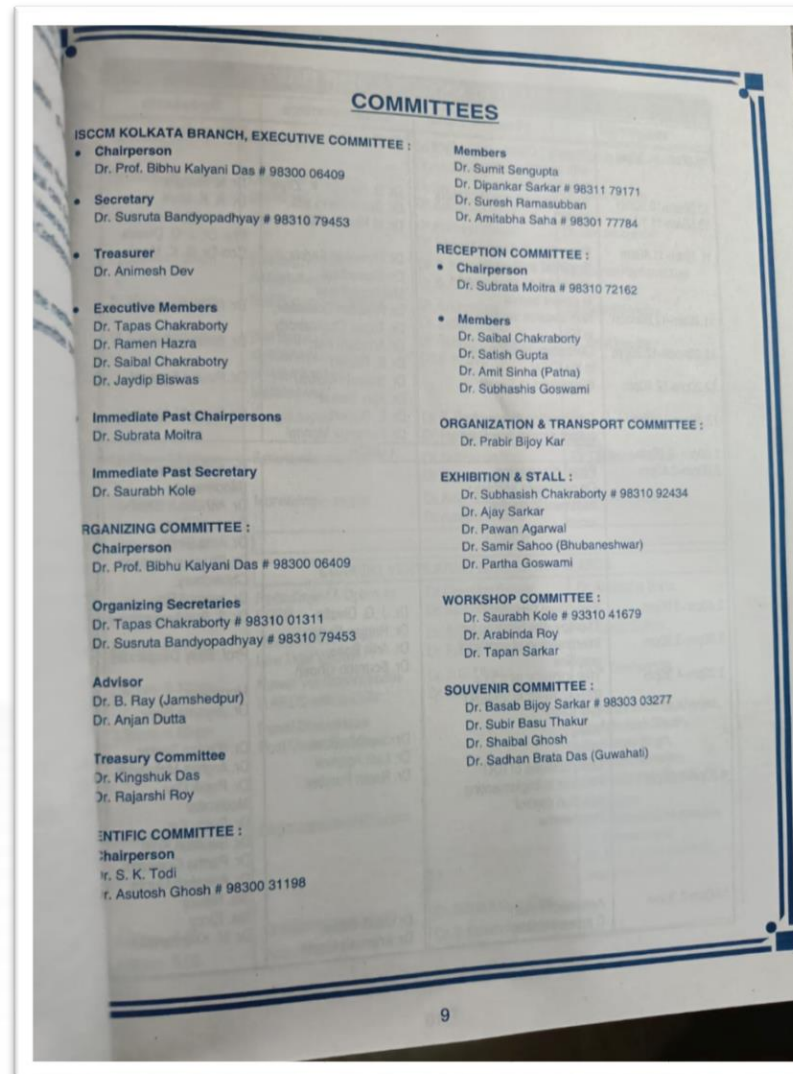 COMMITTEES
ISCCM KOLKATA BRANCH, EXECUTIVE COMMITTEE :
• Chairperson
Dr. Prof. Bibhu Kalyani Das # 98300 06409
• Secretary
Dr. Susruta Bandyopadhyay # 98310 79453
• Treasurer
Dr. Animesh Dev
• Executive Members
Dr. Tapas Chakraborty
Dr. Ramen Hazra
Dr. Saibal Chakrabotry
Dr. Jaydip Biswas
Immediate Past Chairpersons
Dr. Subrata Moitra
Immediate Past Secretary
Dr. Saurabh Kole
RGANIZING COMMITTEE :
Chairperson
Dr. Prof. Bibhu Kalyani Das # 98300 06409
Organizing Secretaries
Dr. Tapas Chakraborty # 98310 01311
Dr. Susruta Bandyopadhyay # 98310 79453
Advisor
Dr. B. Ray (Jamshedpur)
Dr. Anjan Dutta
Treasury Committee
Dr. Kingshuk Das
Dr. Rajarshi Roy
ENTIFIC COMMITTEE :
Chairperson
r. S. K. Todi
r. Asutosh Ghosh # 98300 31198
Members
Dr. Sumit Sengupta
Dr. Dipankar Sarkar # 98311 79171
Dr. Suresh Ramasubban
Dr. Amitabha Saha # 98301 77784
RECEPTION COMMITTEE :
• Chairperson
Dr. Subrata Moitra # 98310 72162
• Members
Dr. Saibal Chakraborty
Dr. Satish Gupta
Dr. Amit Sinha (Patna)
Dr. Subhashis Goswami
ORGANIZATION & TRANSPORT COMMITTEE :
Dr. Prabir Bijoy Kar
EXHIBITION & STALL :
Dr. Subhasish Chakraborty # 98310 92434
Dr. Ajay Sarkar
Dr. Pawan Agarwal
Dr. Samir Sahoo (Bhubaneshwar)
Dr. Partha Goswami
WORKSHOP COMMITTEE :
Dr. Saurabh Kole # 93310 41679
Dr. Arabinda Roy
Dr. Tapan Sarkar
SOUVENIR COMMITTEE :
Dr. Basab Bijoy Sarkar # 98303 03277
Dr. Subir Basu Thakur
Dr. Shaibal Ghosh
Dr. Sadhan Brata Das (Guwahati)
9